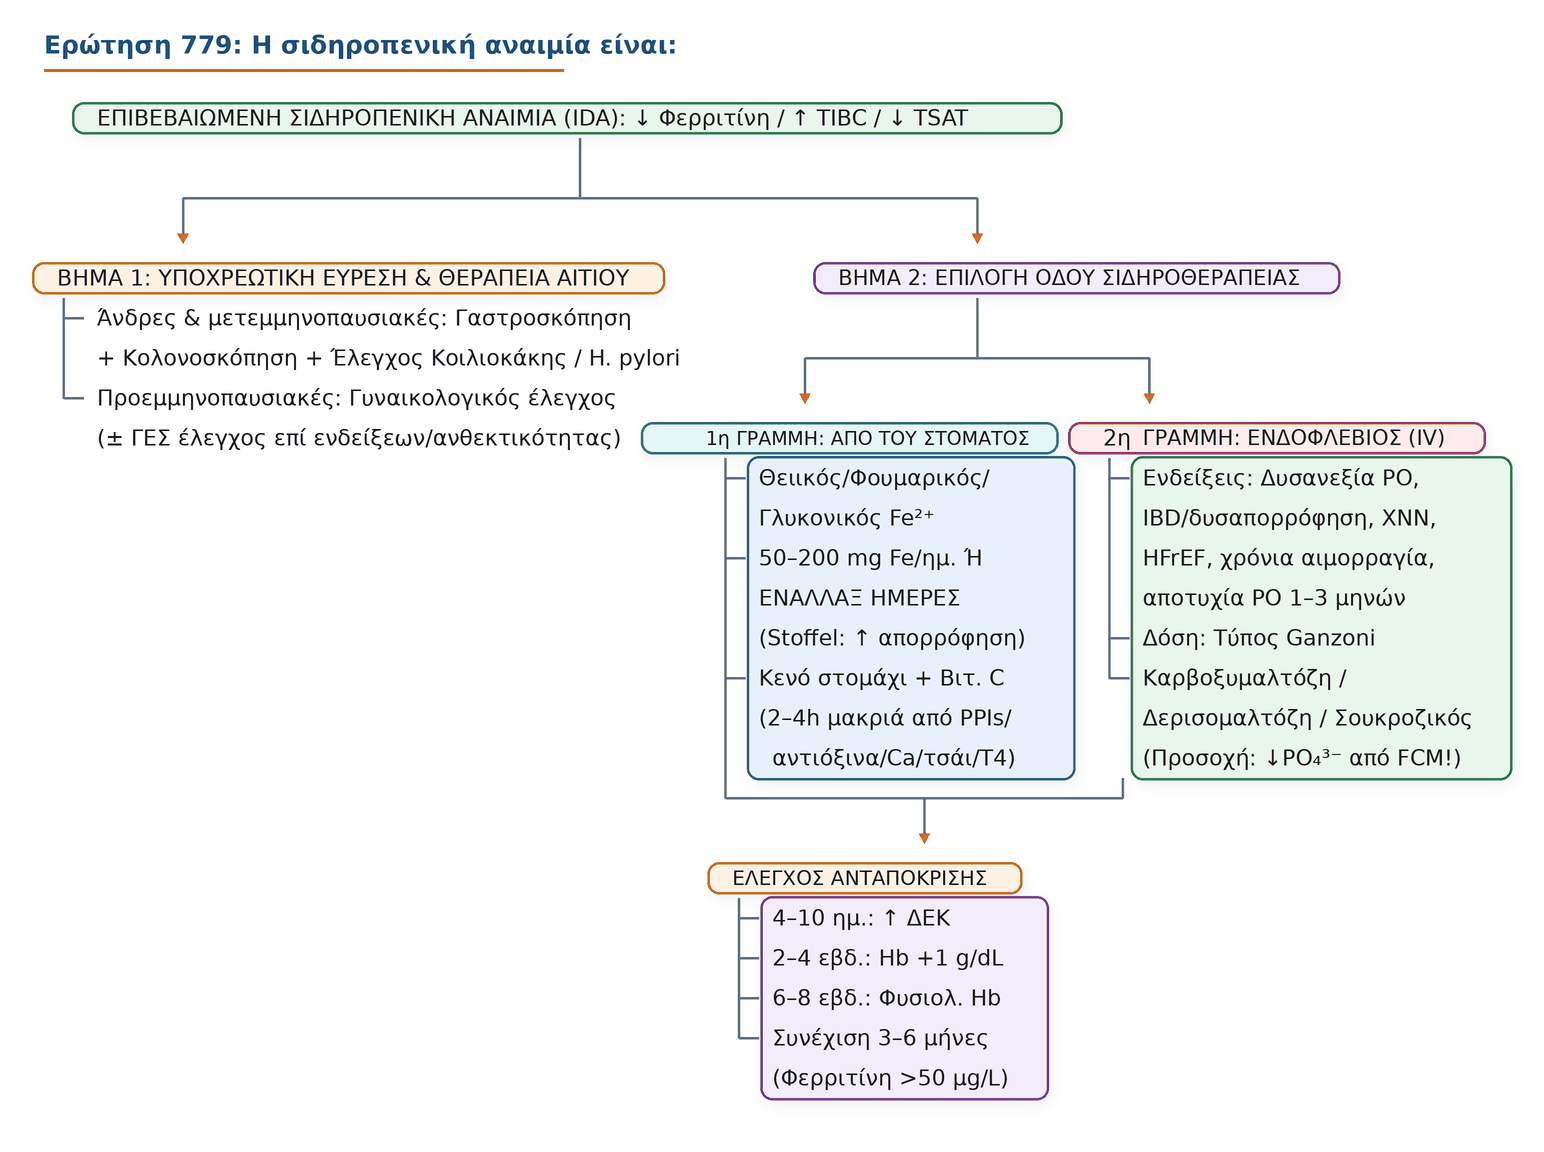 Ερώτηση 779: Η σιδηροπενική αναιμία είναι:
ΕΠΙΒΕΒΑΙΩΜΕΝΗ ΣΙΔΗΡΟΠΕΝΙΚΗ ΑΝΑΙΜΙΑ (IDA): ↓ Φερριτίνη / ↑ TIBC / ↓ TSAT
ΒΗΜΑ 1: ΥΠΟΧΡΕΩΤΙΚΗ ΕΥΡΕΣΗ & ΘΕΡΑΠΕΙΑ ΑΙΤΙΟΥ
Άνδρες & μετεμμηνοπαυσιακές: Γαστροσκόπηση
+ Κολονοσκόπηση + Έλεγχος Κοιλιοκάκης / H. pylori
Προεμμηνοπαυσιακές: Γυναικολογικός έλεγχος
(± ΓΕΣ έλεγχος επί ενδείξεων/ανθεκτικότητας)
ΒΗΜΑ 2: ΕΠΙΛΟΓΗ ΟΔΟΥ ΣΙΔΗΡΟΘΕΡΑΠΕΙΑΣ
1η ΓΡΑΜΜΗ: ΑΠΟ ΤΟΥ ΣΤΟΜΑΤΟΣ
Θειικός/Φουμαρικός/
Γλυκονικός Fe²⁺
50–200 mg Fe/ημ. Ή
ΕΝΑΛΛΑΞ ΗΜΕΡΕΣ
(Stoffel: ↑ απορρόφηση)
Κενό στομάχι + Βιτ. C
(2–4h μακριά από PPIs/
αντιόξινα/Ca/τσάι/T4)
2η ΓΡΑΜΜΗ: ΕΝΔΟΦΛΕΒΙΟΣ (IV)
Ενδείξεις: Δυσανεξία PO,
IBD/δυσαπορρόφηση, ΧΝΝ,
HFrEF, χρόνια αιμορραγία,
αποτυχία PO 1–3 μηνών
Δόση: Τύπος Ganzoni
Καρβοξυμαλτόζη /
Δερισομαλτόζη / Σουκροζικός
(Προσοχή: ↓PO₄³⁻ από FCM!)
ΕΛΕΓΧΟΣ ΑΝΤΑΠΟΚΡΙΣΗΣ
4–10 ημ.: ↑ ΔΕΚ
2–4 εβδ.: Hb +1 g/dL
6–8 εβδ.: Φυσιολ. Hb
Συνέχιση 3–6 μήνες
(Φερριτίνη >50 μg/L)